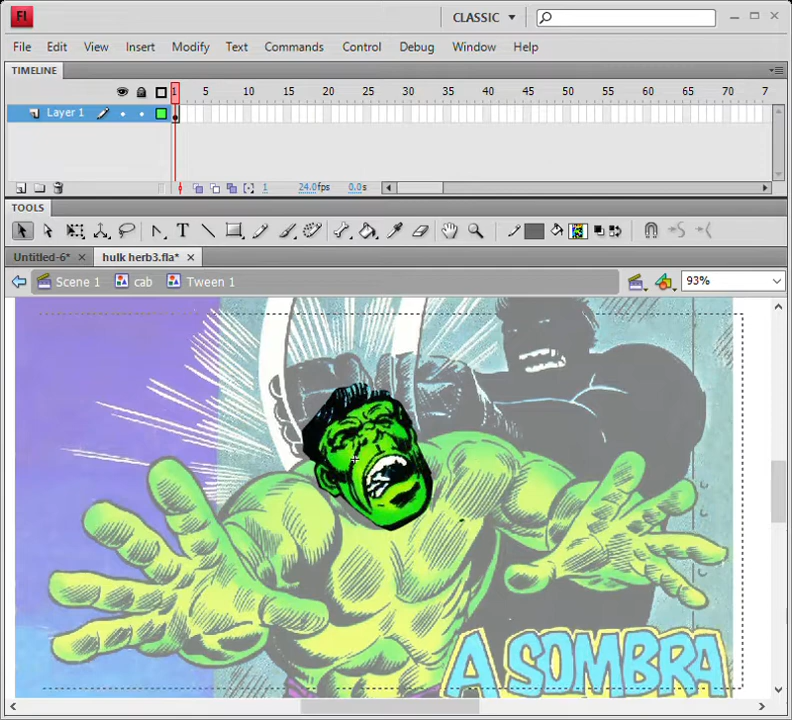 Fl
CLASSIC
File Edit View Insert Modify Text Commands Control Debug Window Help
TIMELINE
1 5 10 15 20 25 30 35 40 45 50 55 60 65 70 7
Layer 1
1 24.0fps 0.0s
TOOLS
T
Untitled-6* hulk herb3.fla*
Scene 1 cab Tween 1 93%
A SOMBRA